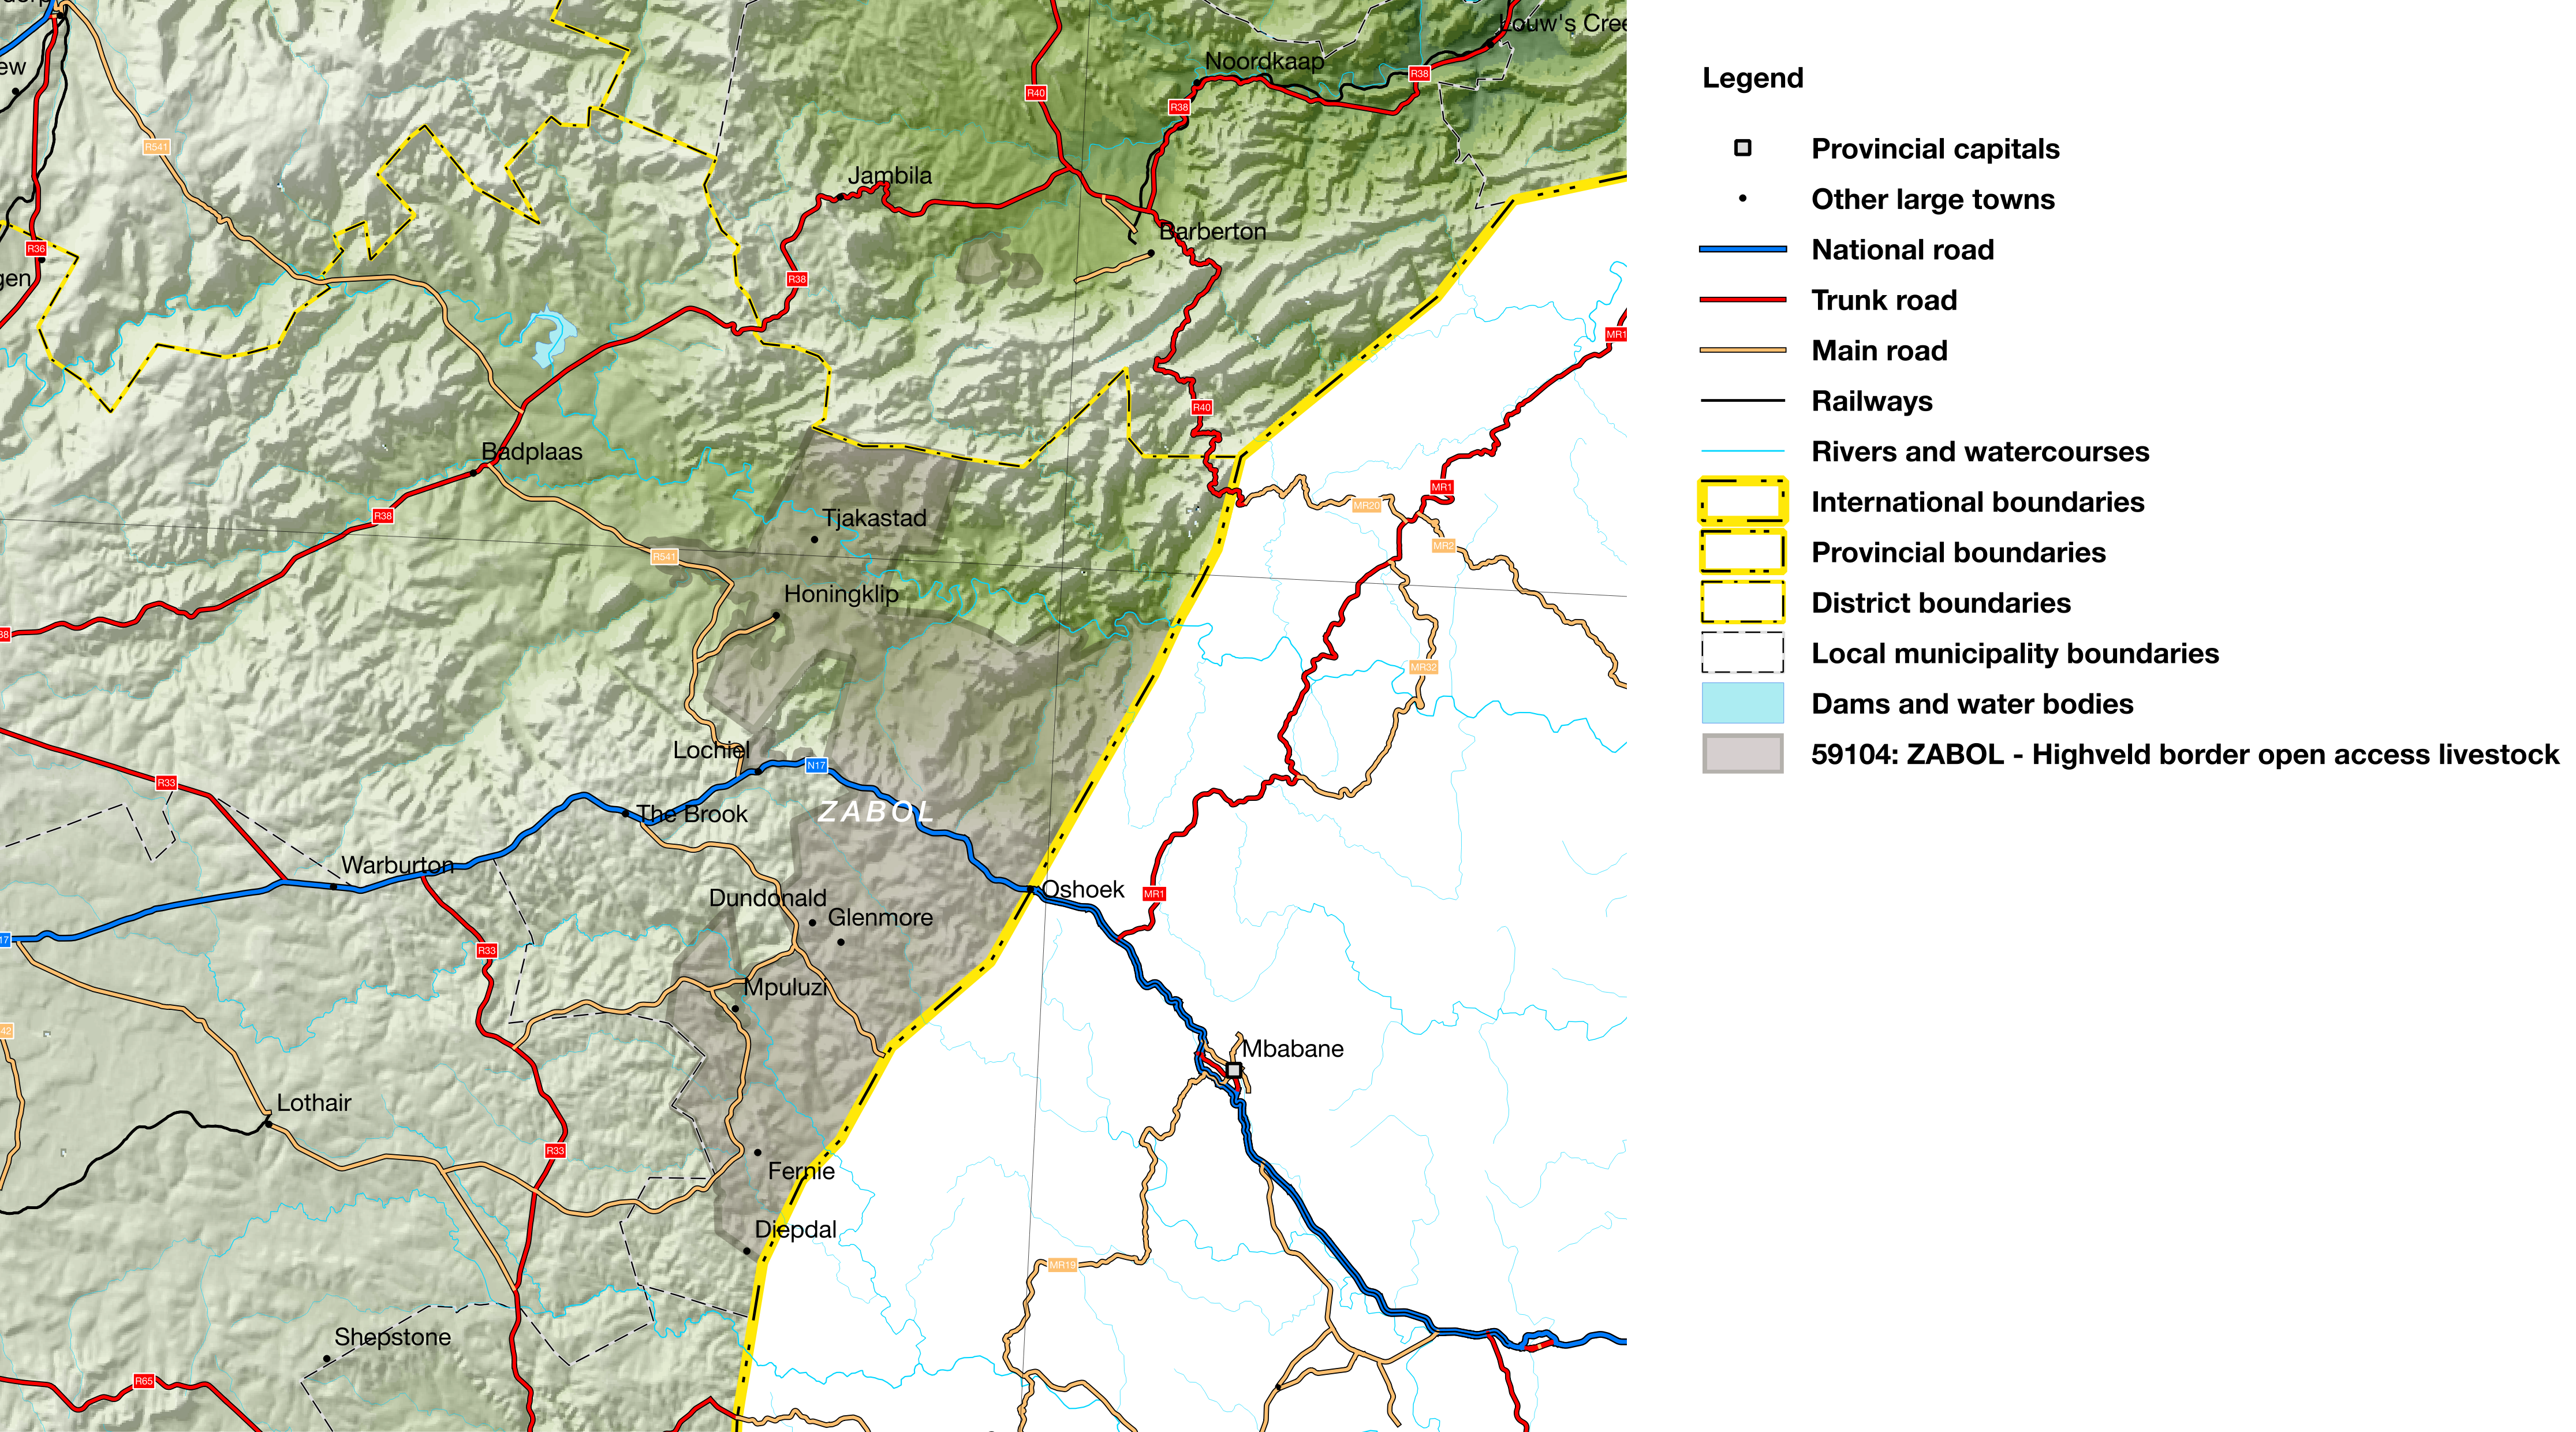 Louw's Cree
Noordkaap
ew
R38
R40
R38
R541
Jambila
Barberton
R36
gen
R38
MR1
R40
Badplaas
MR1
MR20
R38
Tjakastad
MR2
R541
Honingklip
38
MR32
Lochiel
N17
R33
ZABOL
The Brook
Warburton
Oshoek
MR1
Dundonald
Glenmore
17
R33
Mpuluzi
42
Mbabane
Lothair
R33
Fernie
Diepdal
MR19
Shepstone
R65
Legend
Provincial capitals
Other large towns
National road
Trunk road
Main road
Railways
Rivers and watercourses
International boundaries
Provincial boundaries
District boundaries
Local municipality boundaries
Dams and water bodies
59104: ZABOL - Highveld border open access livestock